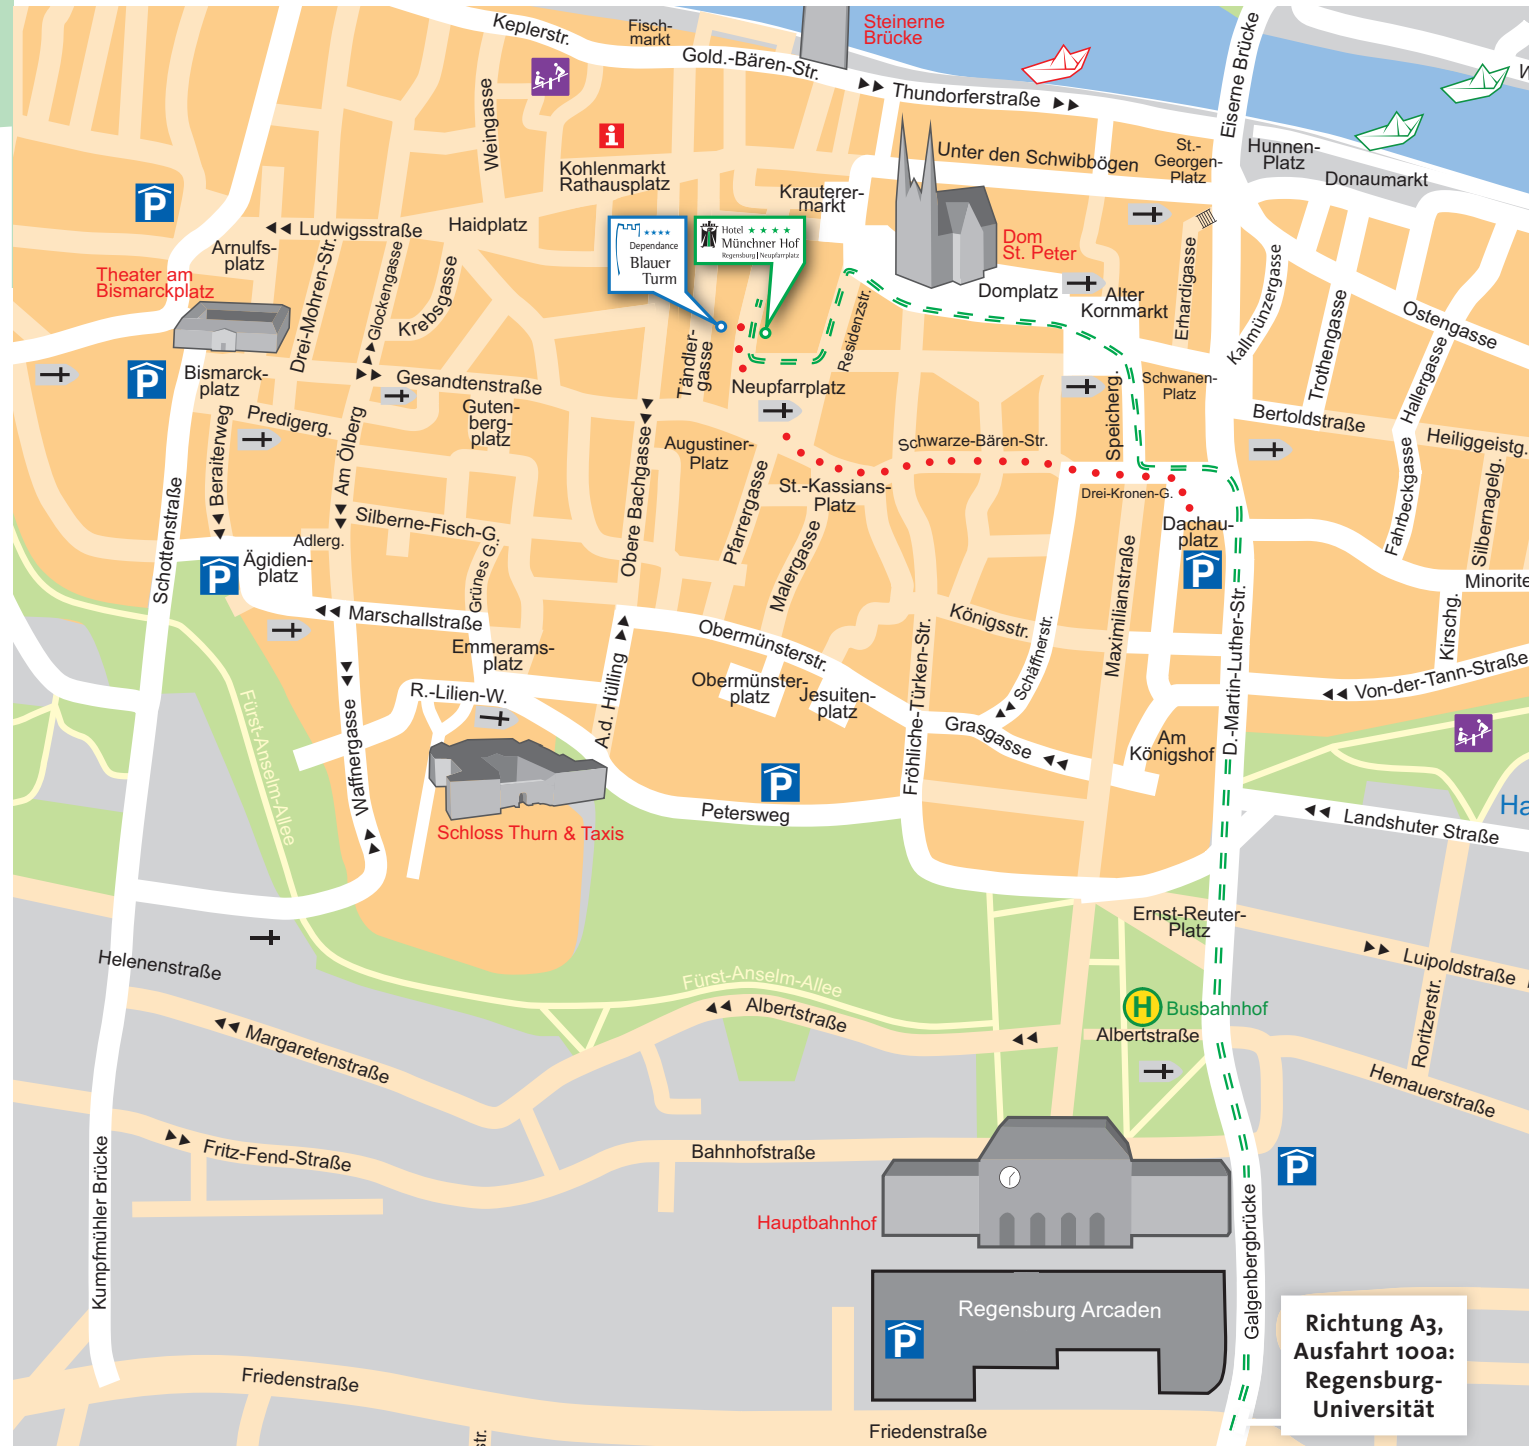 Keplerstr.
Fisch-
markt
Gold.-Bären-Str.
Steinerne
Brücke
Thundorferstraße
Eiserne Brücke
Weingasse
i
Kohlenmarkt
Rathausplatz
Unter den Schwibbögen
St.-
Georgen-
Platz
Hunnen-
Platz
Donaumarkt
Krauterer-
markt
P
Ludwigsstraße
Haidplatz
Arnulfs-
platz
Dependance
Blauer
Turm
Hotel
Münchner Hof
Regensburg | Neupfarrplatz
Dom
St. Peter
Domplatz
Alter
Kornmarkt
Erhardigasse
Kallmünzergasse
Ostengasse
Theater am
Bismarckplatz
Drei-Mohren-Str.
Glockengasse
Krebsgasse
Residenzstr.
Trothengasse
Hallergasse
P
Bismarck-
platz
Gesandtenstraße
Tändler-
gasse
Neupfarrplatz
Speicherg.
Schwanen-
Platz
Bertoldstraße
Heiliggeistg.
Beraiterweg
Predigerg.
Am Ölberg
Guten-
berg-
platz
Augustiner-
Platz
Schwarze-Bären-Str.
St.-Kassians-
Platz
Drei-Kronen-G.
Dachau-
platz
P
Fahrbeckgasse
Silbernagelg.
Minorite
Obere Bachgasse
Pfarrergasse
Malergasse
Schottenstraße
Silberne-Fisch-G.
Adlerg.
P
Ägidien-
platz
Grünes G.
Marschallstraße
Emmerams-
platz
Obermünsterstr.
Königsstr.
Maximilianstraße
D.-Martin-Luther-Str.
Kirschg.
Von-der-Tann-Straße
R.-Lilien-W.
A.d. Hülling
Obermünster-
platz
Jesuiten-
platz
Fröhliche-Türken-Str.
Schäffnerstr.
Grasgasse
Am
Königshof
Fürst-Anselm-Allee
Waffnergasse
Schloss Thurn & Taxis
P
Petersweg
Ha
Landshuter Straße
Ernst-Reuter-
Platz
Helenenstraße
Fürst-Anselm-Allee
Albertstraße
H
Busbahnhof
Albertstraße
Luipoldstraße
Roritzerstr.
Hemauerstraße
Margaretenstraße
Fritz-Fend-Straße
Bahnhofstraße
P
Kumpfmühler Brücke
Hauptbahnhof
Galgenbergbrücke
Regensburg Arcaden
P
Richtung A3,
Ausfahrt 100a:
Regensburg-
Universität
Friedenstraße
Friedenstraße
str.